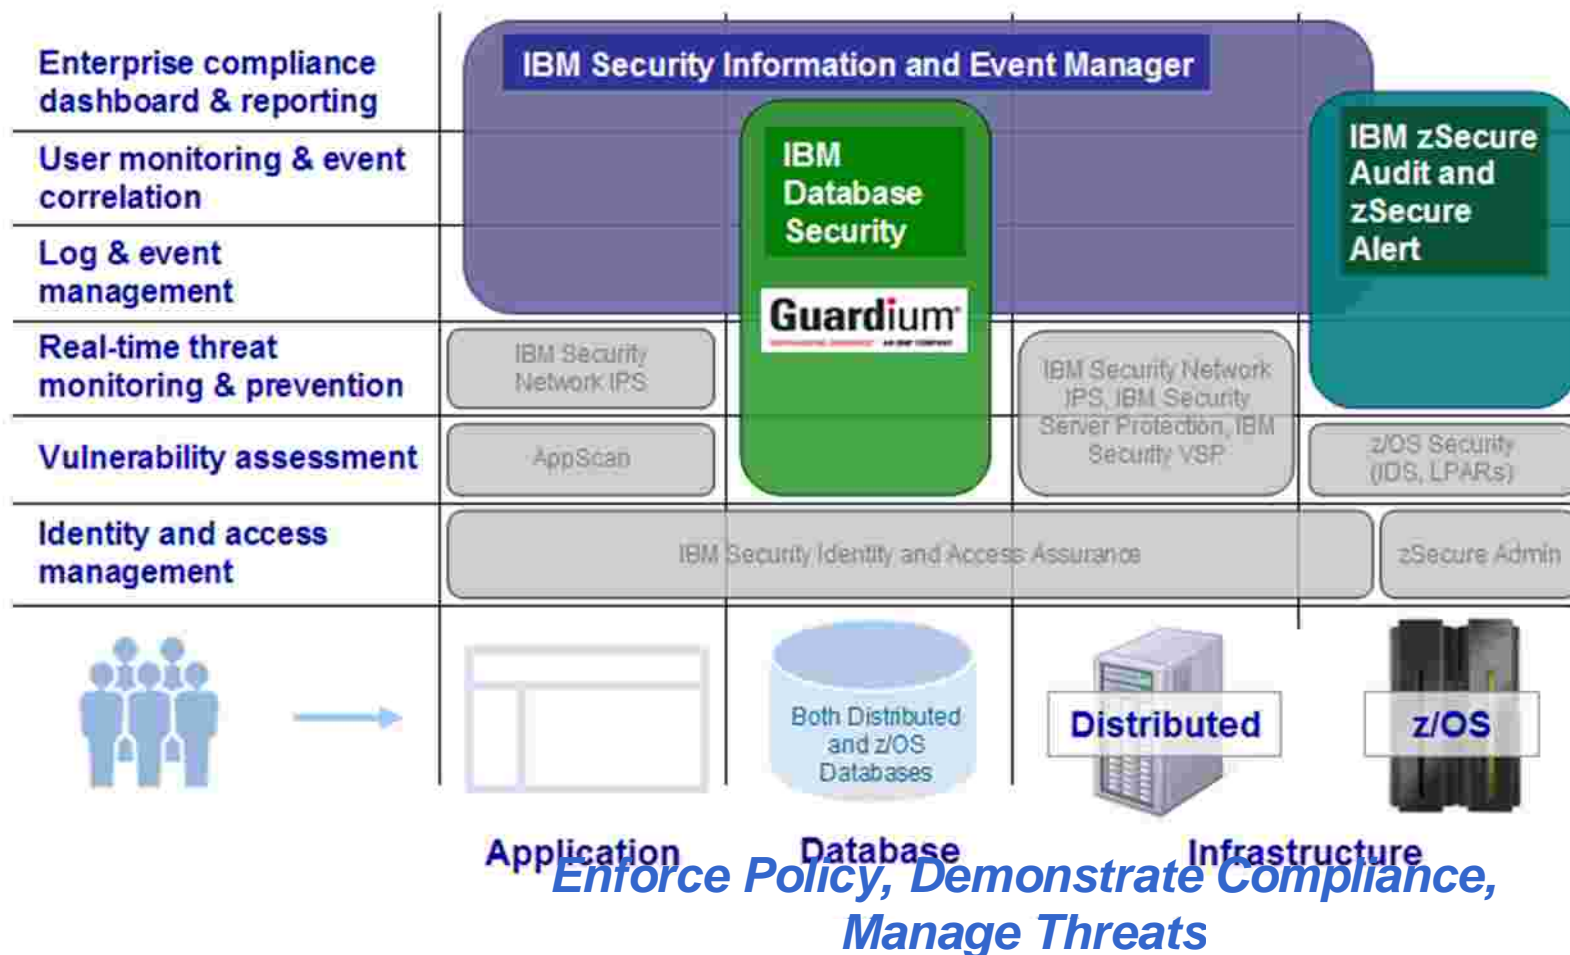 Enterprise compliance
dashboard & reporting
IBM Security Information and Event Manager
User monitoring & event
correlation
IBM
Database
Security
IBM zSecure
Audit and
zSecure
Alert
Log & event
management
Guardium
Real-time threat
monitoring & prevention
IBM Security
Network IPS
IBM Security Network
IPS, IBM Security
Server Protection, IBM
Security VSP
Vulnerability assessment
AppScan
z/OS Security
(IDS, LPARs)
Identity and access
management
IBM Security Identity and Access Assurance
zSecure Admin
Both Distributed
and z/OS
Databases
Distributed
z/OS
Application
Database
Infrastructure
Enforce Policy, Demonstrate Compliance,
Manage Threats